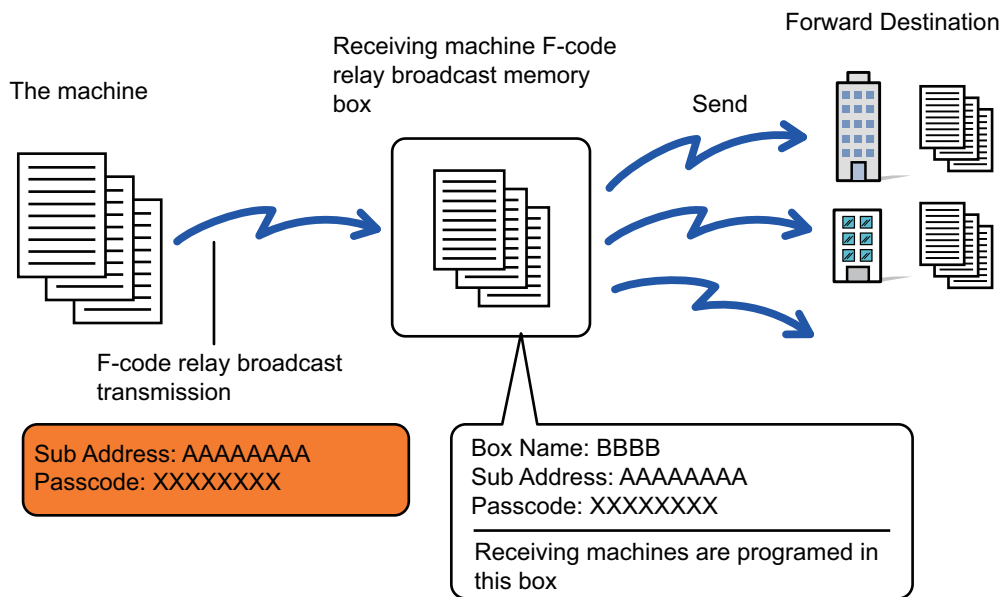 The machine
Receiving machine F-code
relay broadcast memory
box
Forward Destination
Send
F-code relay broadcast
transmission
Sub Address: AAAAAAAA
Passcode: XXXXXXXX
Box Name: BBBB
Sub Address: AAAAAAAA
Passcode: XXXXXXXX
Receiving machines are programed in
this box